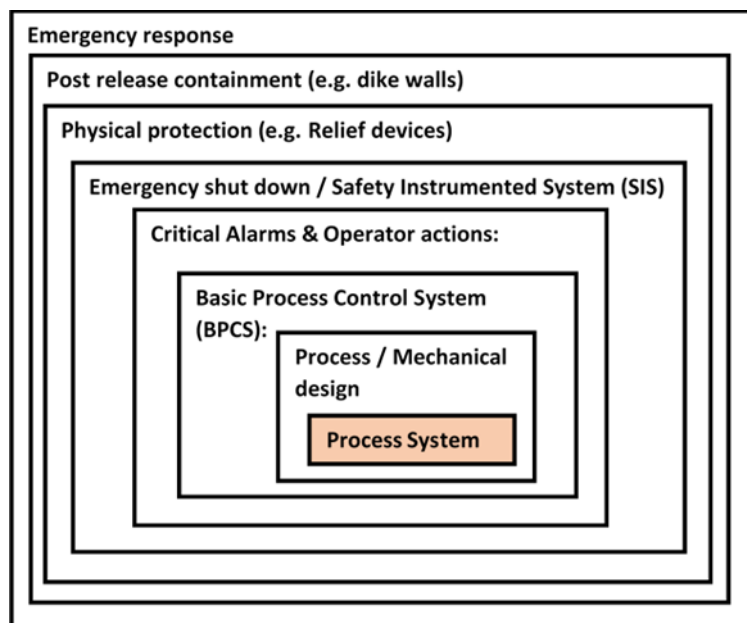 Emergency response
Post release containment (e.g. dike walls)
Physical protection (e.g. Relief devices)
Emergency shut down / Safety Instrumented System (SIS)
Critical Alarms & Operator actions:
Basic Process Control System
(BPCS):
Process / Mechanical
design
Process System